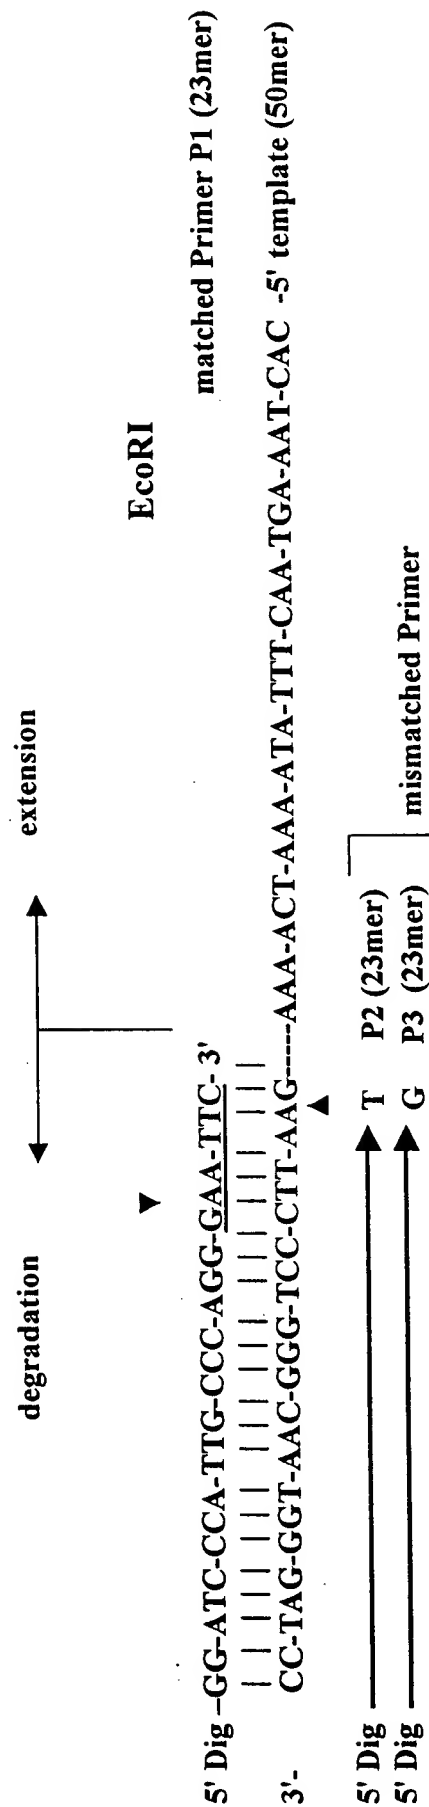 degradation extension
EcoRI
matched Primer P1 (23mer)
5' Dig –GG-ATC-CCA-TTG-CCC-AGG-GAA-TTC- 3'
3'- CC-TAG-GGT-AAC-GGG-TCC-CTT-AAG-----AAA-ACT-AAA-ATA-TTT-CAA-TGA-AAT-CAC -5' template (50mer)
5' Dig T P2 (23mer)
5' Dig G P3 (23mer)
mismatched Primer